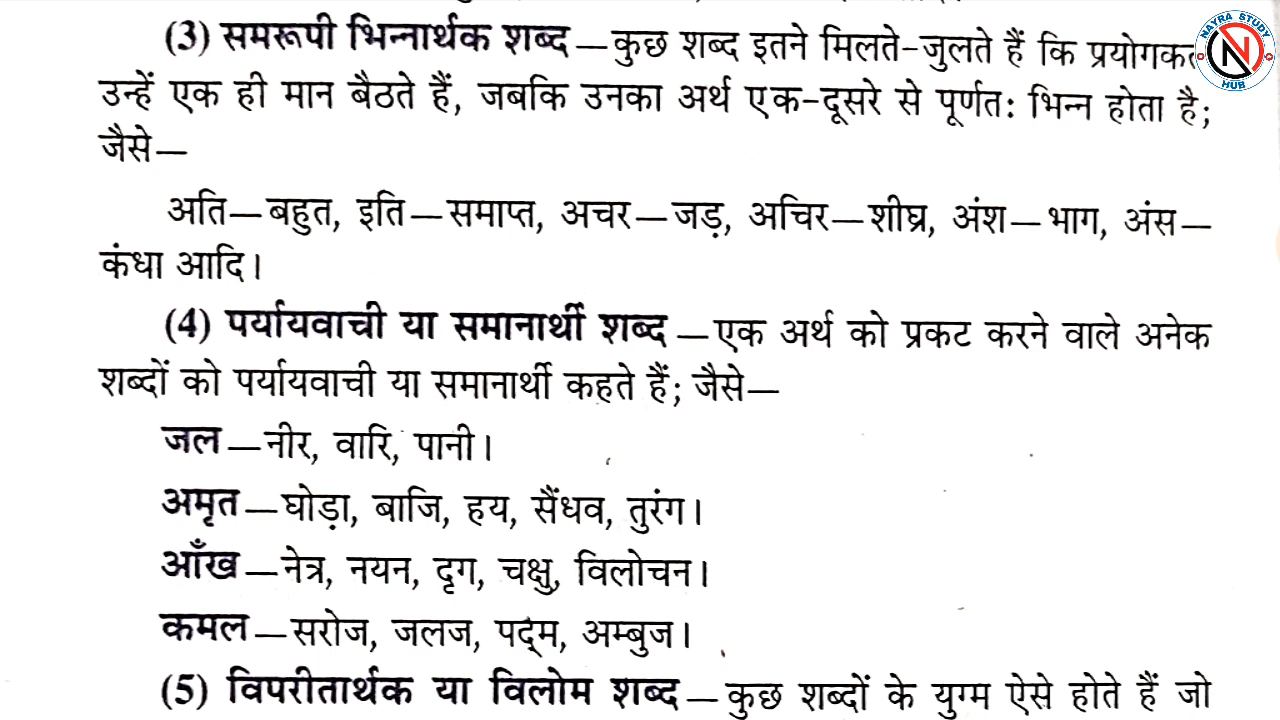 (3) समरूपी भिन्नार्थक शब्द—कुछ शब्द इतने मिलते-जुलते हैं कि
उन्हें एक ही मान बैठते हैं, जबकि उनका अर्थ एक-दूसरे से पूर्णतः भिन्न होता है;
जैसे—
अति—बहुत, इति—समाप्त, अचर—जड़, अचिर—शीघ्र, अंश—भाग, अंस—
कंधा आदि।
(4) पर्यायवाची या समानार्थी शब्द—एक अर्थ को प्रकट करने वाले अनेक
शब्दों को पर्यायवाची या समानार्थी कहते हैं; जैसे—
जल—नीर, वारि, पानी।
अमृत—घोड़ा, बाजि, हय, सैंधव, तुरंग।
आँख—नेत्र, नयन, दृग, चक्षु, विलोचन।
कमल—सरोज, जलज, पद्म, अम्बुज।
(5) विपरीतार्थक या विलोम शब्द—कुछ शब्दों के युग्म ऐसे होते हैं जो
NAYRA STUDY
N
HUB